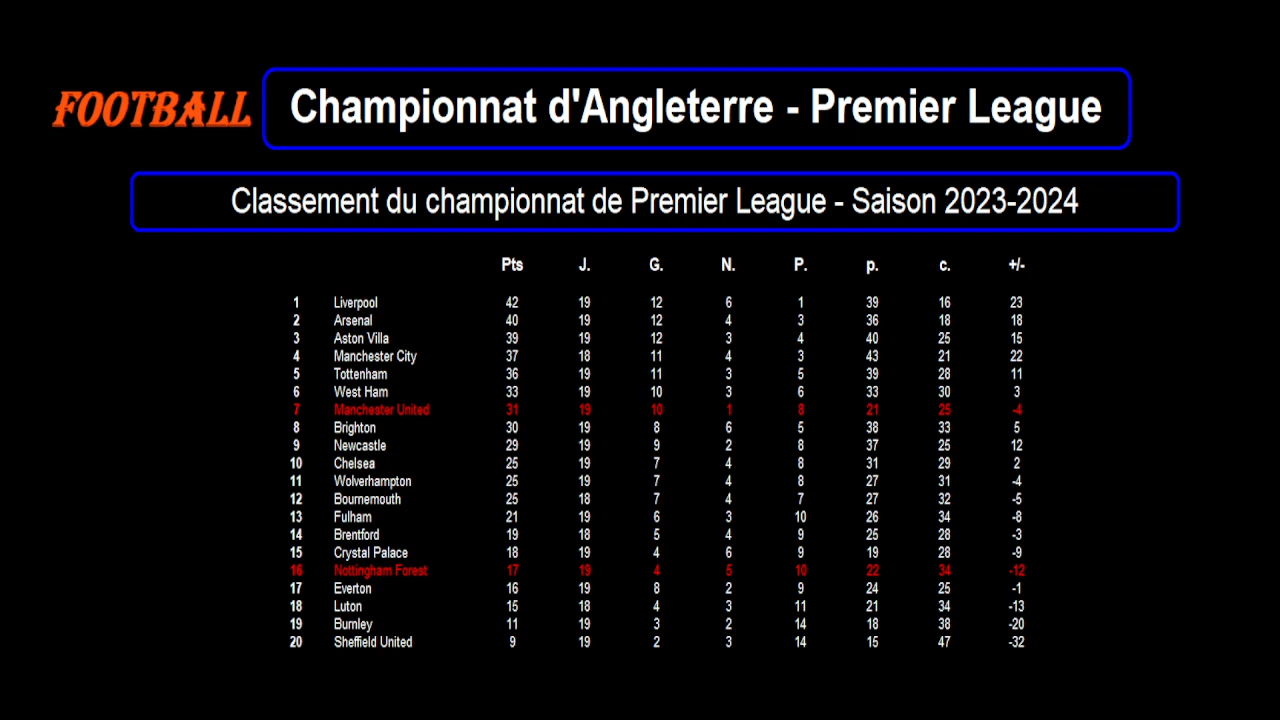 FOOTBALL
Championnat d'Angleterre - Premier League
Classement du championnat de Premier League - Saison 2023-2024
Pts J. G. N. P. p. c. +/-
1 Liverpool 42 19 12 6 1 39 16 23
2 Arsenal 40 19 12 4 3 36 18 18
3 Aston Villa 39 19 12 3 4 40 25 15
4 Manchester City 37 18 11 4 3 43 21 22
5 Tottenham 36 19 11 3 5 39 28 11
6 West Ham 33 19 10 3 6 33 30 3
7 Manchester United 31 19 10 1 8 21 25 -4
8 Brighton 30 19 8 6 5 38 33 5
9 Newcastle 29 19 9 2 8 37 25 12
10 Chelsea 25 19 7 4 8 31 29 2
11 Wolverhampton 25 19 7 4 8 27 31 -4
12 Bournemouth 25 18 7 4 7 27 32 -5
13 Fulham 21 19 6 3 10 26 34 -8
14 Brentford 19 18 5 4 9 25 28 -3
15 Crystal Palace 18 19 4 6 9 19 28 -9
16 Nottingham Forest 17 19 4 5 10 22 34 -12
17 Everton 16 19 8 2 9 24 25 -1
18 Luton 15 18 4 3 11 21 34 -13
19 Burnley 11 19 3 2 14 18 38 -20
20 Sheffield United 9 19 2 3 14 15 47 -32